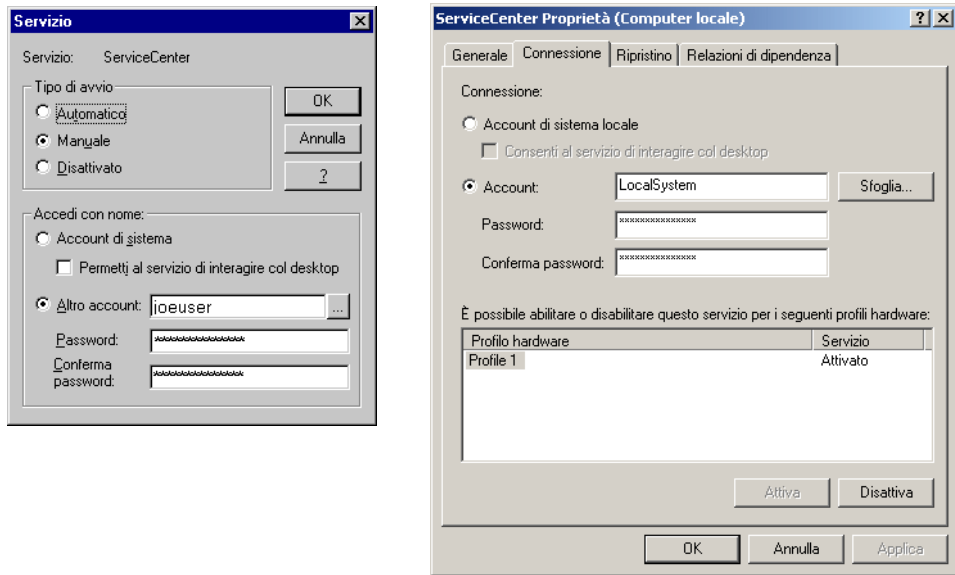 Servizio
Servizio: ServiceCenter
Tipo di avvio
Automatico
Manuale
Disattivato
OK
Annulla
?
Accedi con nome:
Account di sistema
Permetti al servizio di interagire col desktop
Altro account: joeuser ...
Password: ***************
Conferma password: ***************
ServiceCenter Proprietà (Computer locale)
Generale Connessione Ripristino Relazioni di dipendenza
Connessione:
Account di sistema locale
Consenti al servizio di interagire col desktop
Account: LocalSystem Sfoglia...
Password: ***************
Conferma password: ***************
È possibile abilitare o disabilitare questo servizio per i seguenti profili hardware:
Profilo hardware Servizio
Profile 1 Attivato
Attiva Disattiva
OK Annulla Applica